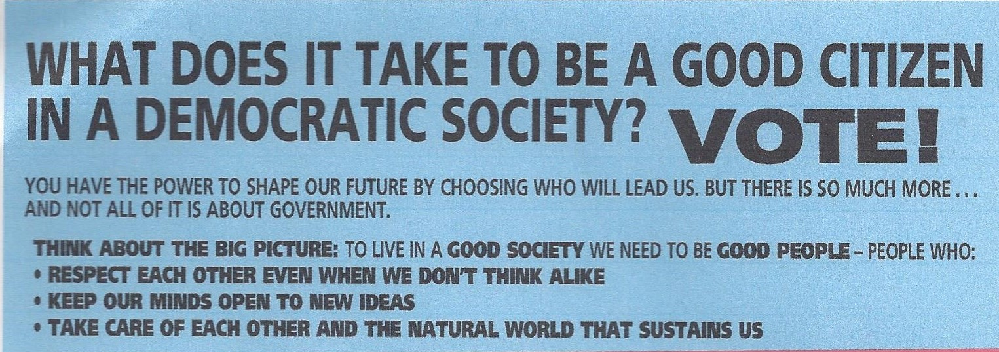 WHAT DOES IT TAKE TO BE A GOOD CITIZEN
IN A DEMOCRATIC SOCIETY? VOTE!
YOU HAVE THE POWER TO SHAPE OUR FUTURE BY CHOOSING WHO WILL LEAD US. BUT THERE IS SO MUCH MORE . . .
AND NOT ALL OF IT IS ABOUT GOVERNMENT.
THINK ABOUT THE BIG PICTURE: TO LIVE IN A GOOD SOCIETY WE NEED TO BE GOOD PEOPLE – PEOPLE WHO:
• RESPECT EACH OTHER EVEN WHEN WE DON'T THINK ALIKE
• KEEP OUR MINDS OPEN TO NEW IDEAS
• TAKE CARE OF EACH OTHER AND THE NATURAL WORLD THAT SUSTAINS US